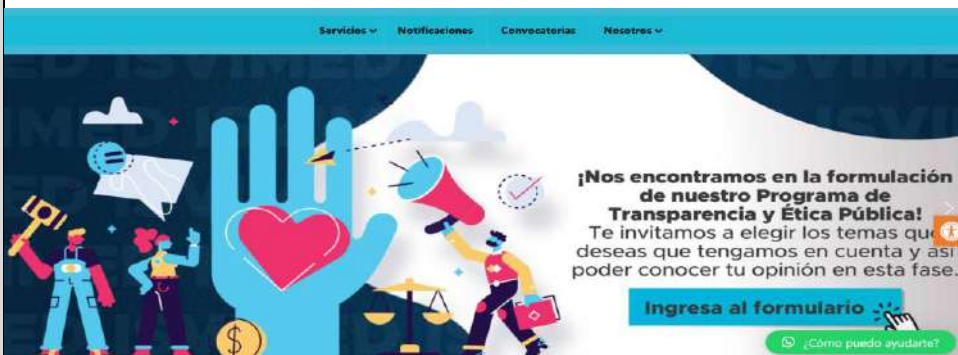 Servicios Notificaciones Convocatorias Nosotros
¡Nos encontramos en la formulación
de nuestro Programa de
Transparencia y Ética Pública!
Te invitamos a elegir los temas que
deseas que tengamos en cuenta y así
poder conocer tu opinión en esta fase.
Ingresa al formulario
¿Cómo puedo ayudarte?